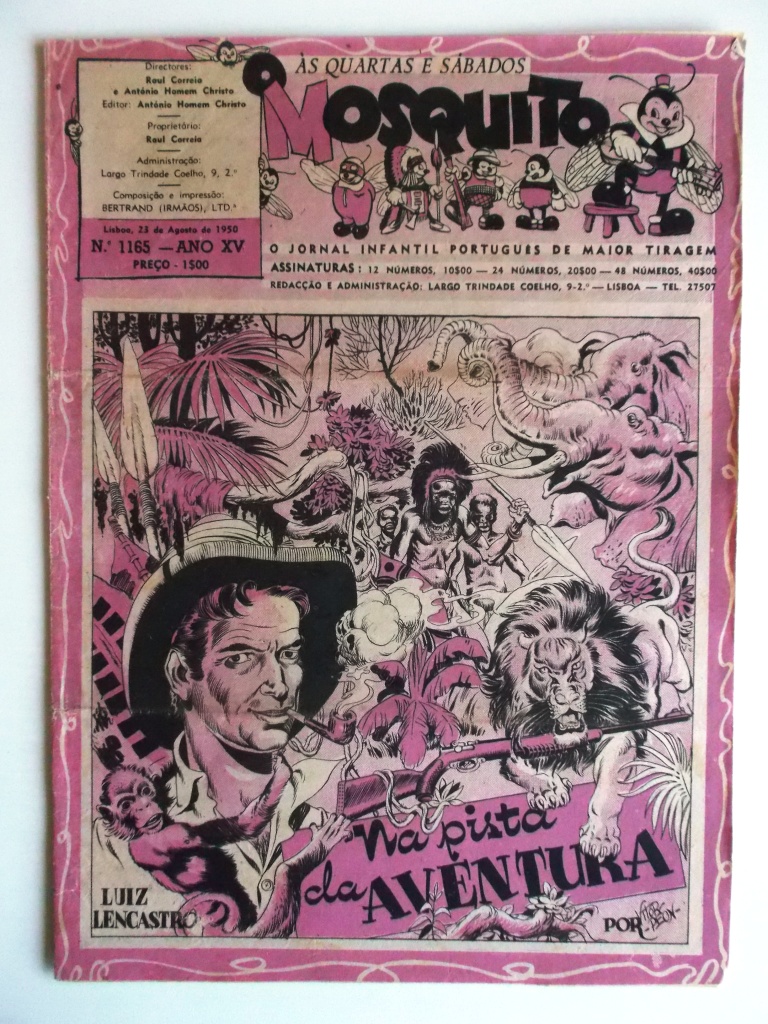 Directores:
Raul Correia
e António Homem Christo
Editor: António Homem Christo
Proprietário:
Raul Correia
Administração:
Largo Trindade Coelho, 9, 2.º
Composição e impressão:
BERTRAND (IRMÃOS), LTD.ª
Lisboa, 23 de Agosto de 1950
N.º 1165 — ANO XV
PREÇO - 1$00
ÀS QUARTAS E SÁBADOS
O MOSQUITO
O JORNAL INFANTIL PORTUGUÊS DE MAIOR TIRAGEM
ASSINATURAS: 12 NÚMEROS, 10$00 — 24 NÚMEROS, 20$00 — 48 NÚMEROS, 40$00
REDACÇÃO E ADMINISTRAÇÃO: LARGO TRINDADE COELHO, 9-2.º — LISBOA — TEL. 27507
Na pista
da AVENTURA
LUIZ
LENCASTRO
POR